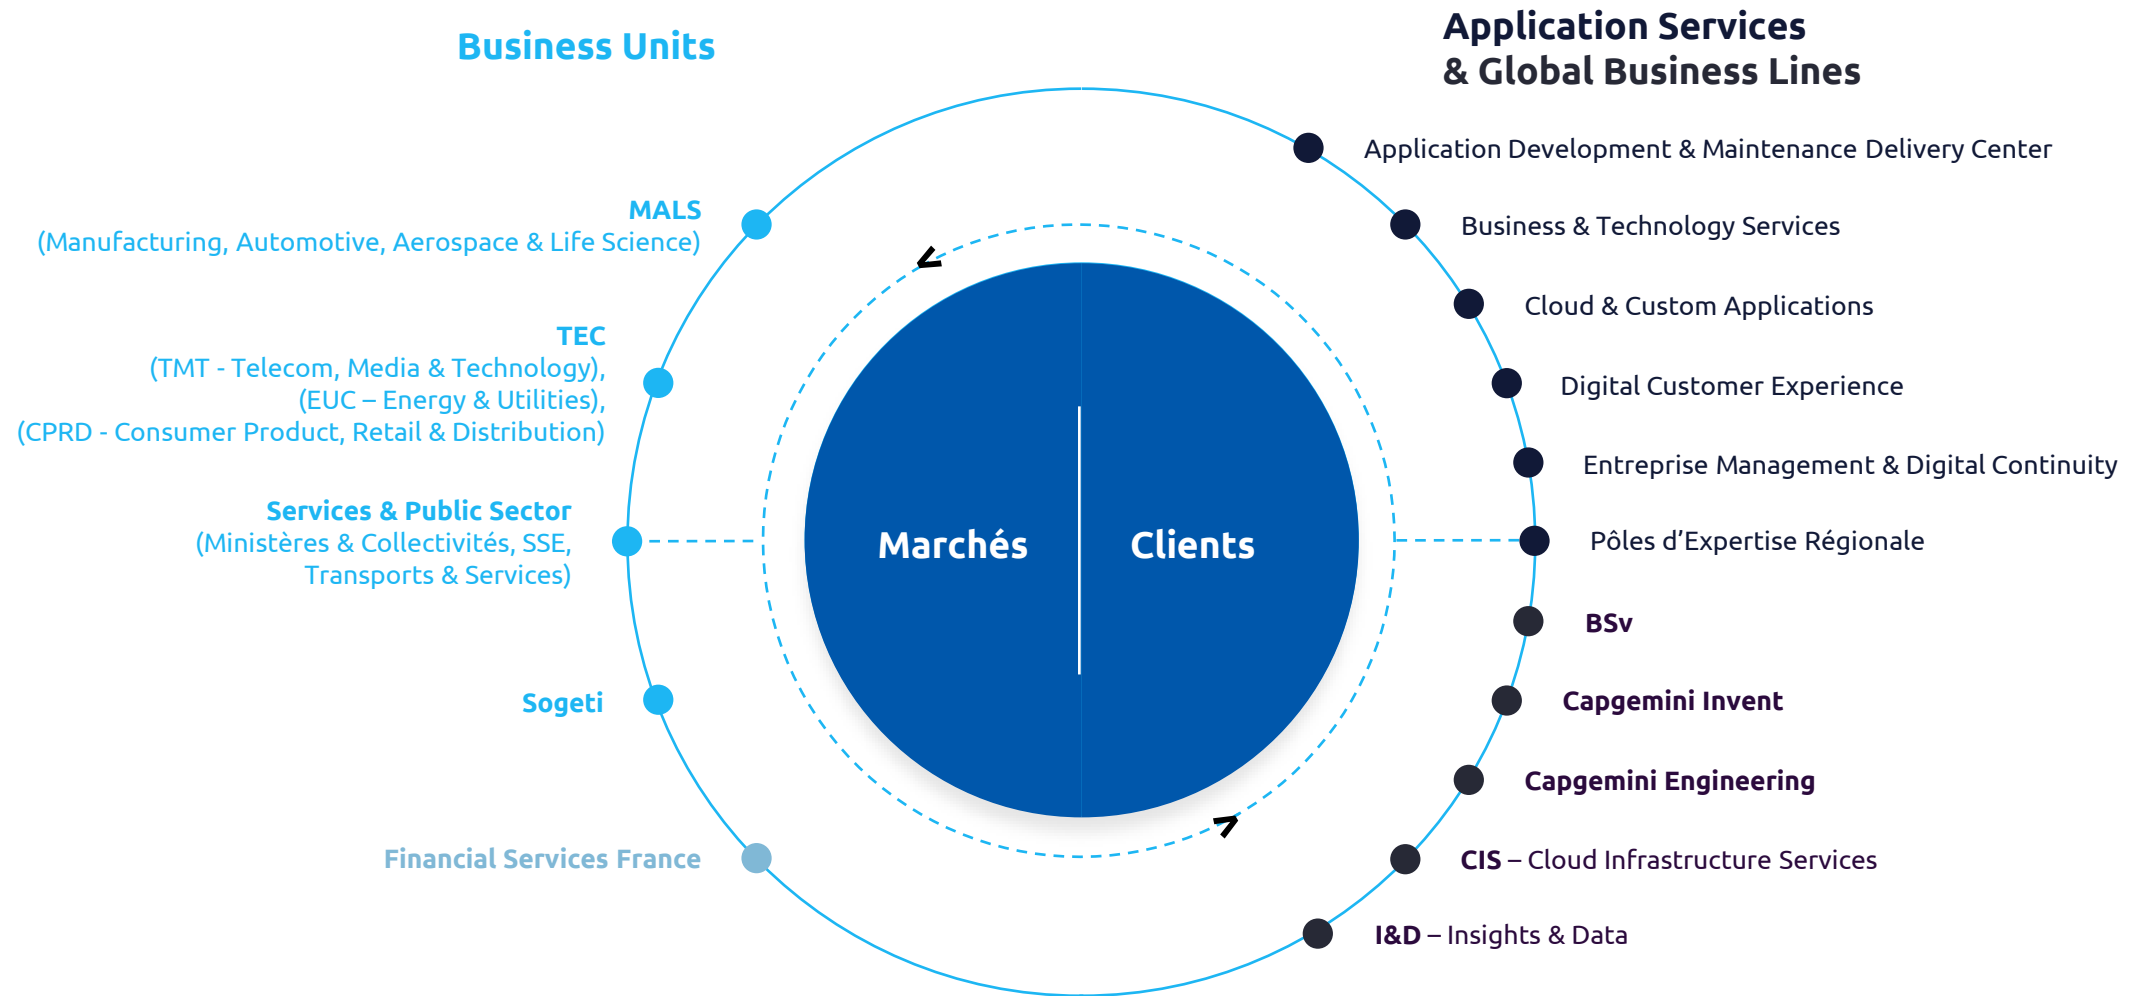 Business Units
MALS
(Manufacturing, Automotive, Aerospace & Life Science)
TEC
(TMT - Telecom, Media & Technology),
(EUC – Energy & Utilities),
(CPRD - Consumer Product, Retail & Distribution)
Services & Public Sector
(Ministères & Collectivités, SSE,
Transports & Services)
Sogeti
Financial Services France
Marchés
Clients
Application Services
& Global Business Lines
Application Development & Maintenance Delivery Center
Business & Technology Services
Cloud & Custom Applications
Digital Customer Experience
Entreprise Management & Digital Continuity
Pôles d’Expertise Régionale
BSv
Capgemini Invent
Capgemini Engineering
CIS – Cloud Infrastructure Services
I&D – Insights & Data